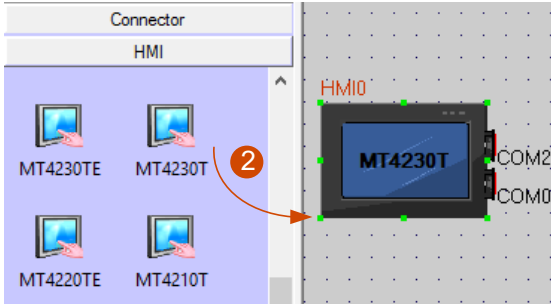 Connector
HMI
MT4230TE
MT4230T
MT4220TE
MT4210T
2
HMI0
MT4230T
COM2
COM0